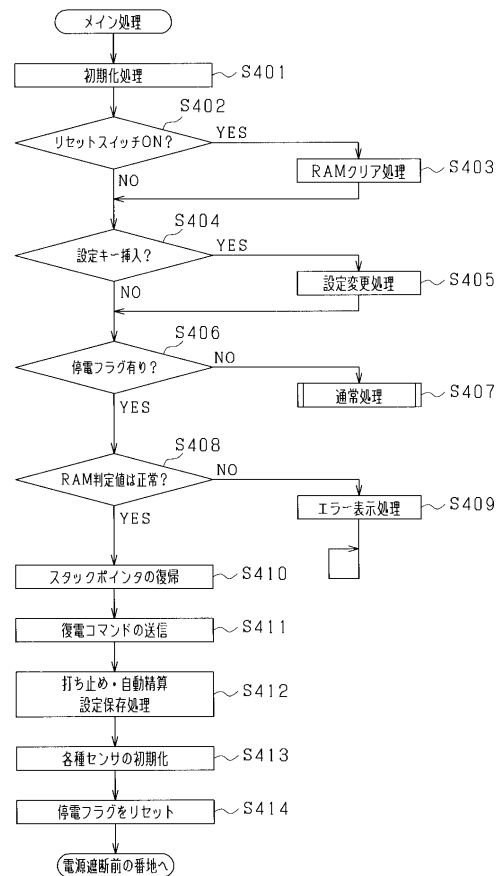 メイン処理
初期化処理
S401
S402
リセットスイッチON?
YES
NO
RAMクリア処理
S403
S404
設定キー挿入?
YES
NO
設定変更処理
S405
S406
停電フラグ有り?
NO
YES
通常処理
S407
S408
RAM判定値は正常?
NO
YES
エラー表示処理
S409
スタックポインタの復帰
S410
復電コマンドの送信
S411
打ち止め・自動精算
設定保存処理
S412
各種センサの初期化
S413
停電フラグをリセット
S414
電源遮断前の番地へ